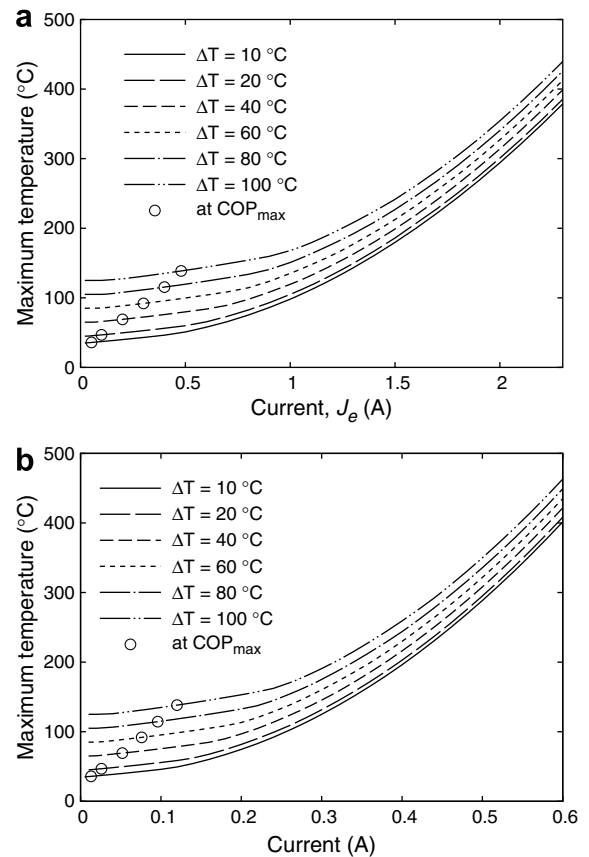 a
500
400
300
200
100
0
Maximum temperature (°C)
ΔT = 10 °C
ΔT = 20 °C
ΔT = 40 °C
ΔT = 60 °C
ΔT = 80 °C
ΔT = 100 °C
at COPmax
0 0.5 1 1.5 2
Current, Je (A)
b
500
400
300
200
100
0
Maximum temperature (°C)
ΔT = 10 °C
ΔT = 20 °C
ΔT = 40 °C
ΔT = 60 °C
ΔT = 80 °C
ΔT = 100 °C
at COPmax
0 0.1 0.2 0.3 0.4 0.5 0.6
Current (A)